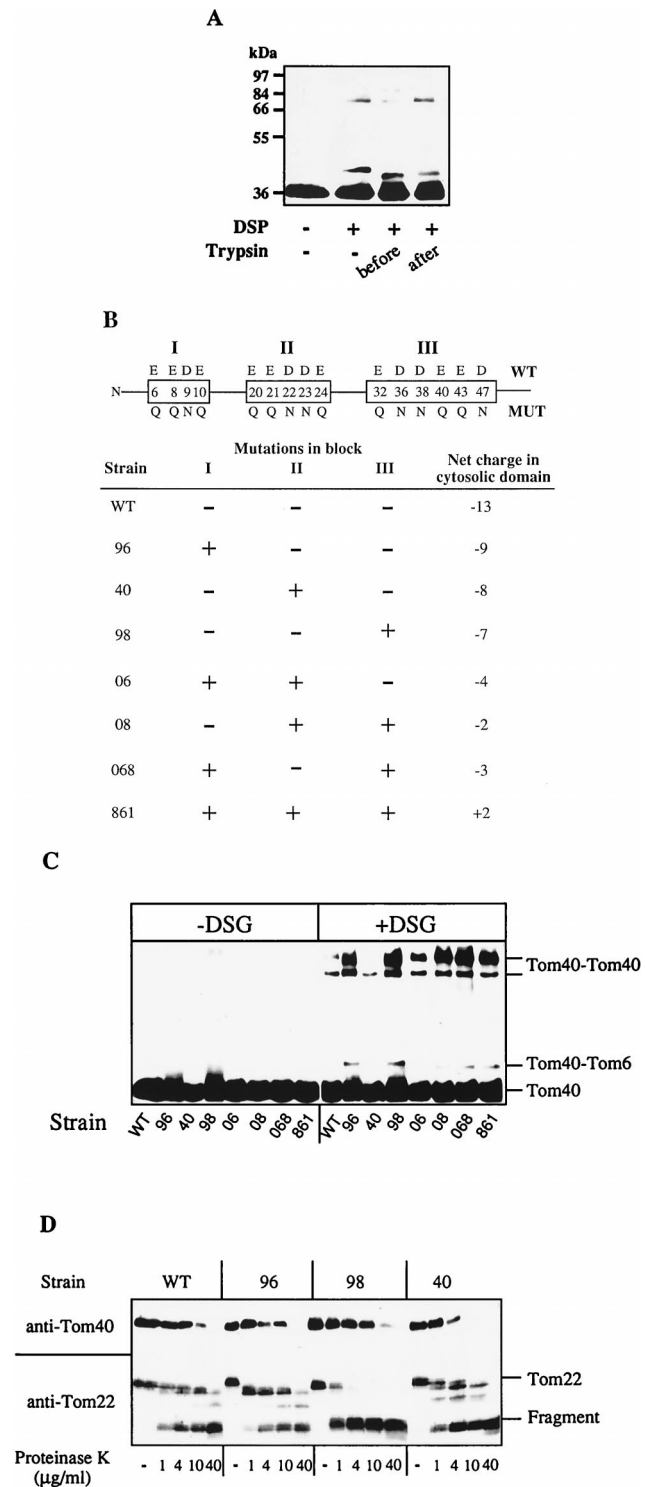 A
kDa
97
84
66
55
36
DSP - + + +
Trypsin - - before after
B
I II III
E E D E E E D D E E D D E E D WT
N 6 8 9 10 20 21 22 23 24 32 36 38 40 43 47
Q Q N Q Q Q N N Q Q N N Q Q N MUT
Mutations in block
Strain I II III Net charge in cytosolic domain
WT - - - -13
96 + - - -9
40 - + - -8
98 - - + -7
06 + + - -4
08 - + + -2
068 + - + -3
861 + + + +2
C
-DSG +DSG
Tom40-Tom40
Tom40-Tom6
Tom40
Strain WT 96 40 98 06 08 068 861 WT 96 40 98 06 08 068 861
D
Strain WT 96 98 40
anti-Tom40
anti-Tom22
Tom22
Fragment
Proteinase K - 1 4 10 40 - 1 4 10 40 - 1 4 10 40 - 1 4 10 40
(µg/ml)